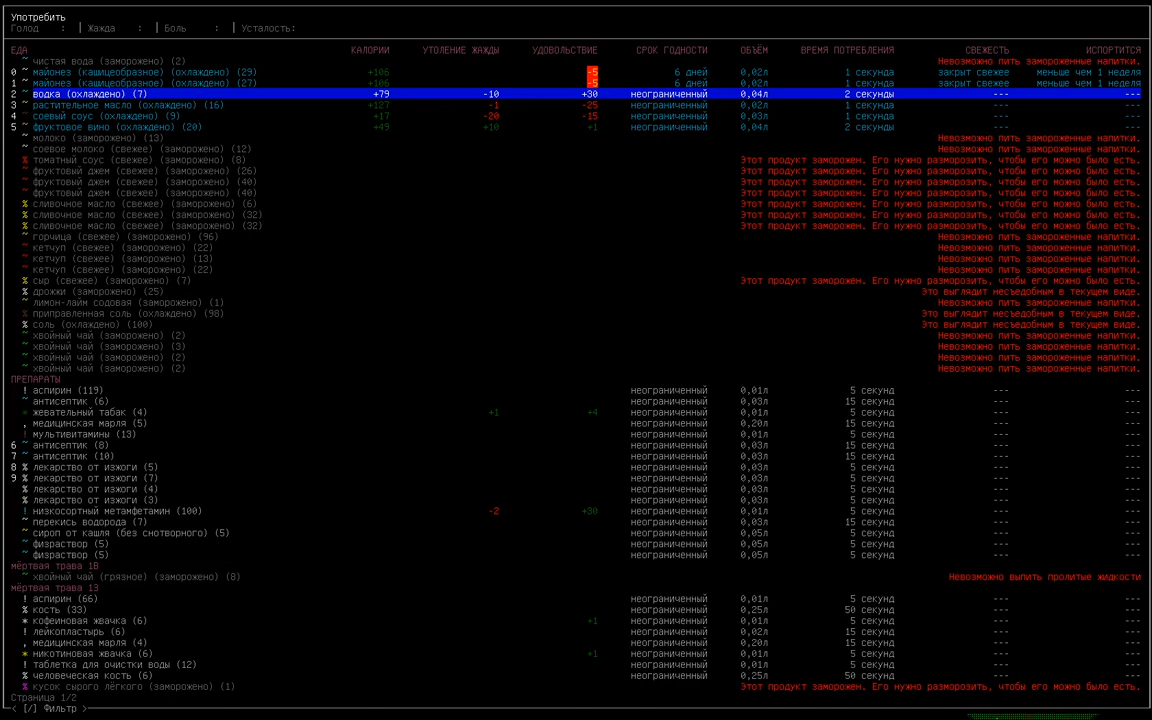 Употребить
Голод : | Жажда : | Боль : | Усталость:
ЕДА КАЛОРИИ УТОЛЕНИЕ ЖАЖДЫ УДОВОЛЬСТВИЕ СРОК ГОДНОСТИ ОБЪЁМ ВРЕМЯ ПОТРЕБЛЕНИЯ СВЕЖЕСТЬ ИСПОРТИТСЯ
~ чистая вода (заморожено) (2) Невозможно пить замороженные напитки.
0 ~ майонез (кашицеобразное) (охлаждено) (29) +106 -5 6 дней 0,02л 1 секунда закрыт свежее меньше чем 1 неделя
1 ~ майонез (кашицеобразное) (охлаждено) (27) +106 -5 6 дней 0,02л 1 секунда закрыт свежее меньше чем 1 неделя
2 ~ водка (охлаждено) (7) +79 -10 +30 неограниченный 0,04л 2 секунды --- ---
3 ~ растительное масло (охлаждено) (16) +127 -1 -25 неограниченный 0,02л 1 секунда --- ---
4 ~ соевый соус (охлаждено) (9) +17 -20 -15 неограниченный 0,03л 1 секунда --- ---
5 ~ фруктовое вино (охлаждено) (20) +49 +10 +1 неограниченный 0,04л 2 секунды --- ---
~ молоко (заморожено) (13) Невозможно пить замороженные напитки.
~ соевое молоко (свежее) (заморожено) (12) Невозможно пить замороженные напитки.
% томатный соус (свежее) (заморожено) (8) Этот продукт заморожен. Его нужно разморозить, чтобы его можно было есть.
~ фруктовый джем (свежее) (заморожено) (26) Этот продукт заморожен. Его нужно разморозить, чтобы его можно было есть.
~ фруктовый джем (свежее) (заморожено) (40) Этот продукт заморожен. Его нужно разморозить, чтобы его можно было есть.
~ фруктовый джем (свежее) (заморожено) (40) Этот продукт заморожен. Его нужно разморозить, чтобы его можно было есть.
% сливочное масло (свежее) (заморожено) (6) Этот продукт заморожен. Его нужно разморозить, чтобы его можно было есть.
% сливочное масло (свежее) (заморожено) (32) Этот продукт заморожен. Его нужно разморозить, чтобы его можно было есть.
% сливочное масло (свежее) (заморожено) (32) Этот продукт заморожен. Его нужно разморозить, чтобы его можно было есть.
~ горчица (свежее) (заморожено) (96) Невозможно пить замороженные напитки.
~ кетчуп (свежее) (заморожено) (22) Невозможно пить замороженные напитки.
~ кетчуп (свежее) (заморожено) (13) Невозможно пить замороженные напитки.
~ кетчуп (свежее) (заморожено) (22) Невозможно пить замороженные напитки.
% сыр (свежее) (заморожено) (7) Этот продукт заморожен. Его нужно разморозить, чтобы его можно было есть.
% дрожжи (заморожено) (25) Это выглядит несъедобным в текущем виде.
~ лимон-лайм содовая (заморожено) (1) Невозможно пить замороженные напитки.
% приправленная соль (охлаждено) (98) Это выглядит несъедобным в текущем виде.
% соль (охлаждено) (100) Это выглядит несъедобным в текущем виде.
~ хвойный чай (заморожено) (2) Невозможно пить замороженные напитки.
~ хвойный чай (заморожено) (3) Невозможно пить замороженные напитки.
~ хвойный чай (заморожено) (2) Невозможно пить замороженные напитки.
~ хвойный чай (заморожено) (2) Невозможно пить замороженные напитки.
ПРЕПАРАТЫ
! аспирин (119) неограниченный 0,01л 5 секунд --- ---
~ антисептик (6) неограниченный 0,03л 15 секунд --- ---
* жевательный табак (4) +1 +4 неограниченный 0,01л 5 секунд --- ---
, медицинская марля (5) неограниченный 0,20л 15 секунд --- ---
! мультивитамины (13) неограниченный 0,01л 5 секунд --- ---
6 ~ антисептик (8) неограниченный 0,03л 15 секунд --- ---
7 ~ антисептик (10) неограниченный 0,03л 15 секунд --- ---
8 % лекарство от изжоги (5) неограниченный 0,01л 5 секунд --- ---
9 % лекарство от изжоги (7) неограниченный 0,01л 5 секунд --- ---
% лекарство от изжоги (4) неограниченный 0,01л 5 секунд --- ---
% лекарство от изжоги (3) неограниченный 0,01л 5 секунд --- ---
! низкосортный метамфетамин (100) -2 +30 неограниченный 0,01л 5 секунд --- ---
~ перекись водорода (7) неограниченный 0,03л 15 секунд --- ---
~ сироп от кашля (без снотворного) (5) неограниченный 0,05л 5 секунд --- ---
~ физраствор (5) неограниченный 0,05л 5 секунд --- ---
~ физраствор (5) неограниченный 0,05л 5 секунд --- ---
мёртвая трава 1В
~ хвойный чай (грязное) (заморожено) (8) Невозможно выпить пролитые жидкости
мёртвая трава 1З
! аспирин (66) неограниченный 0,01л 5 секунд --- ---
% кость (33) неограниченный 0,25л 50 секунд --- ---
* кофеиновая жвачка (6) +1 неограниченный 0,01л 5 секунд --- ---
! лейкопластырь (6) неограниченный 0,02л 15 секунд --- ---
, медицинская марля (4) неограниченный 0,20л 15 секунд --- ---
* никотиновая жвачка (6) +1 неограниченный 0,01л 5 секунд --- ---
! таблетка для очистки воды (12) неограниченный 0,01л 5 секунд --- ---
% человеческая кость (6) неограниченный 0,25л 50 секунд --- ---
% кусок сырого лёгкого (заморожено) (1) Этот продукт заморожен. Его нужно разморозить, чтобы его можно было есть.
Страница 1/2
< [/] Фильтр >